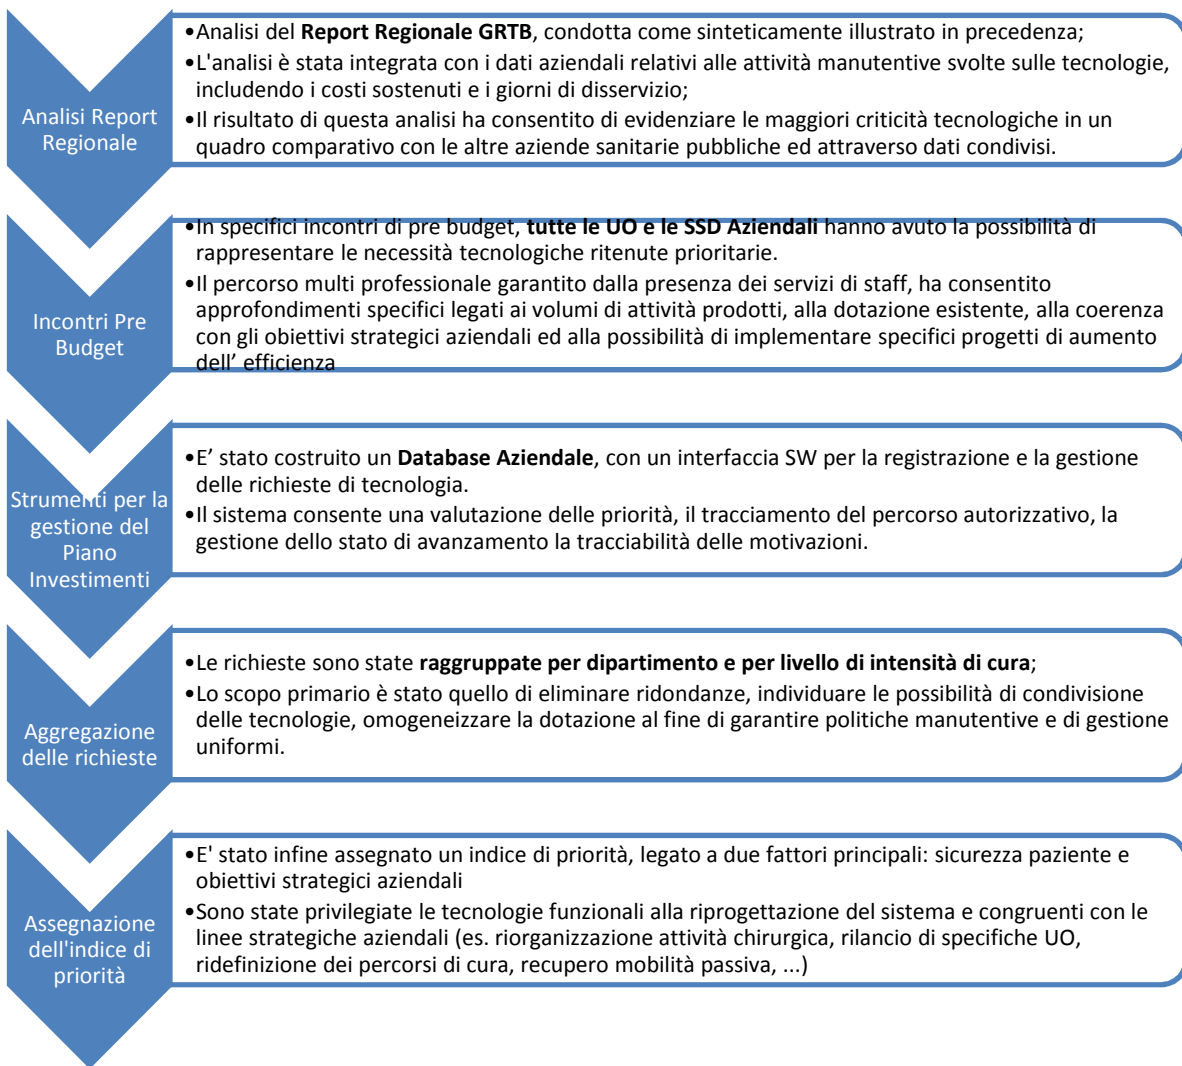 Analisi Report
Regionale
•Analisi del Report Regionale GRTB, condotta come sinteticamente illustrato in precedenza;
•L'analisi è stata integrata con i dati aziendali relativi alle attività manutentive svolte sulle tecnologie,
includendo i costi sostenuti e i giorni di disservizio;
•Il risultato di questa analisi ha consentito di evidenziare le maggiori criticità tecnologiche in un
quadro comparativo con le altre aziende sanitarie pubbliche ed attraverso dati condivisi.
Incontri Pre
Budget
•In specifici incontri di pre budget, tutte le UO e le SSD Aziendali hanno avuto la possibilità di
rappresentare le necessità tecnologiche ritenute prioritarie.
•Il percorso multi professionale garantito dalla presenza dei servizi di staff, ha consentito
approfondimenti specifici legati ai volumi di attività prodotti, alla dotazione esistente, alla coerenza
con gli obiettivi strategici aziendali ed alla possibilità di implementare specifici progetti di aumento
dell’ efficienza
Strumenti per la
gestione del
Piano
Investimenti
•E’ stato costruito un Database Aziendale, con un interfaccia SW per la registrazione e la gestione
delle richieste di tecnologia.
•Il sistema consente una valutazione delle priorità, il tracciamento del percorso autorizzativo, la
gestione dello stato di avanzamento la tracciabilità delle motivazioni.
Aggregazione
delle richieste
•Le richieste sono state raggruppate per dipartimento e per livello di intensità di cura;
•Lo scopo primario è stato quello di eliminare ridondanze, individuare le possibilità di condivisione
delle tecnologie, omogeneizzare la dotazione al fine di garantire politiche manutentive e di gestione
uniformi.
Assegnazione
dell'indice di
priorità
•E' stato infine assegnato un indice di priorità, legato a due fattori principali: sicurezza paziente e
obiettivi strategici aziendali
•Sono state privilegiate le tecnologie funzionali alla riprogettazione del sistema e congruenti con le
linee strategiche aziendali (es. riorganizzazione attività chirurgica, rilancio di specifiche UO,
ridefinizione dei percorsi di cura, recupero mobilità passiva, ...)